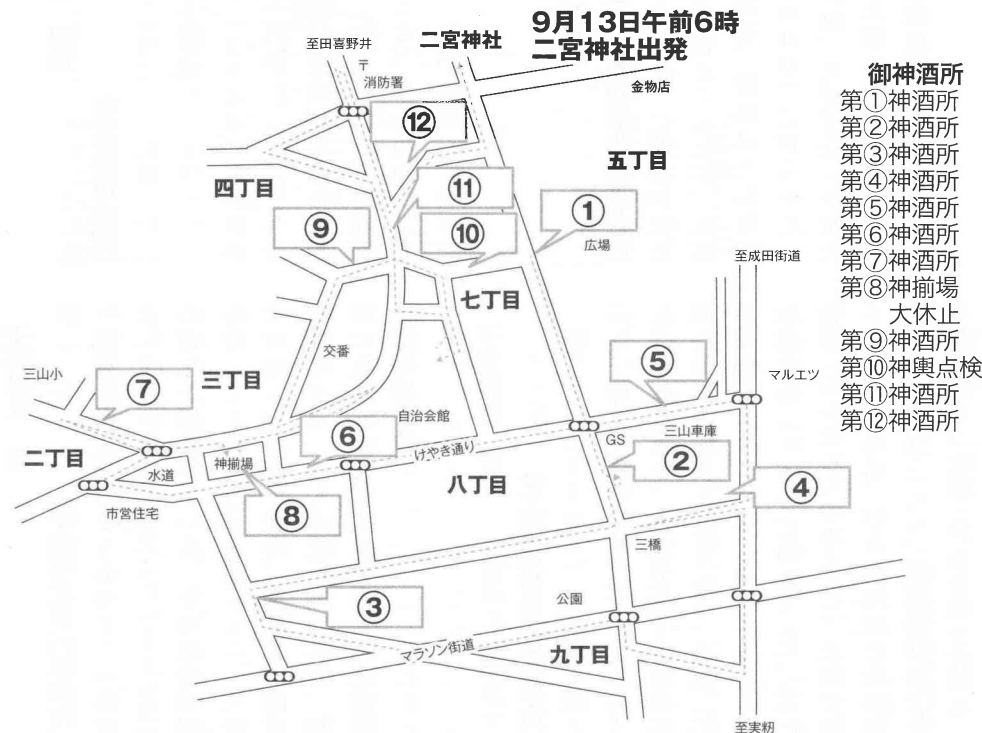 9月13日午前6時
二宮神社出発
二宮神社
至田喜野井
〒
消防署
金物店
御神酒所
第①神酒所
第②神酒所
第③神酒所
第④神酒所
第⑤神酒所
第⑥神酒所
第⑦神酒所
第⑧神揃場
大休止
第⑨神酒所
第⑩神輿点検
第⑪神酒所
第⑫神酒所
⑫
五丁目
四丁目
⑪
①
⑨
⑩
広場
至成田街道
七丁目
交番
⑤
三山小
⑦
三丁目
マルエツ
自治会館
⑥
GS
三山車庫
けやき通り
二丁目
水道
神揃場
②
八丁目
④
市営住宅
⑧
三橋
③
公園
マラソン街道
九丁目
至実籾